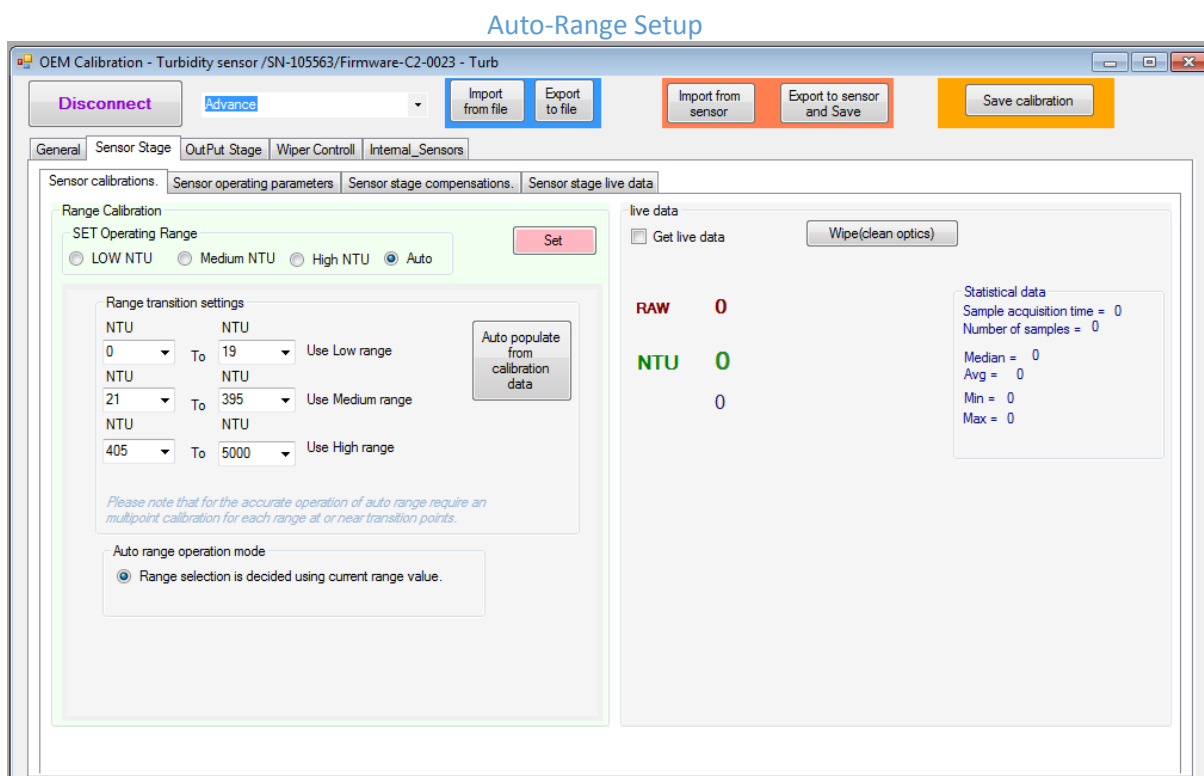 Auto-Range Setup
OEM Calibration - Turbidity sensor /SN-105563/Firmware-C2-0023 - Turb
Disconnect
Advance
Import
from file
Export
to file
Import from
sensor
Export to sensor
and Save
Save calibration
General Sensor Stage OutPut Stage Wiper Controll Internal_Sensors
Sensor calibrations. Sensor operating parameters Sensor stage compensations. Sensor stage live data
Range Calibration
SET Operating Range
LOW NTU Medium NTU High NTU Auto
Set
Range transition settings
NTU NTU
0 To 19 Use Low range
NTU NTU
21 To 395 Use Medium range
NTU NTU
405 To 5000 Use High range
Auto populate
from
calibration
data
Please note that for the accurate operation of auto range require an
multipoint calibration for each range at or near transition points.
Auto range operation mode
Range selection is decided using current range value.
live data
Get live data
Wipe(clean optics)
RAW 0
NTU 0
0
Statistical data
Sample acquisition time = 0
Number of samples = 0
Median = 0
Avg = 0
Min = 0
Max = 0